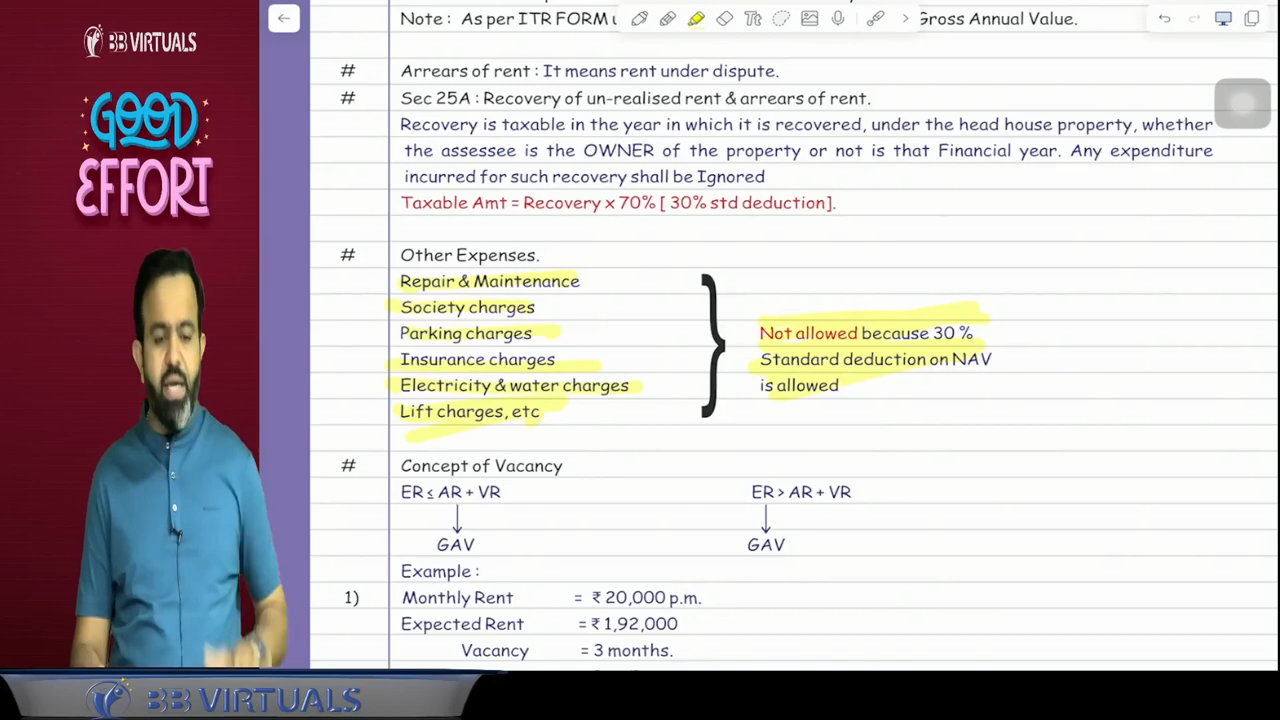 BB VIRTUALS
GOOD
EFFORT
Note : As per ITR FORM
Gross Annual Value.
# Arrears of rent : It means rent under dispute.
# Sec 25A : Recovery of un-realised rent & arrears of rent.
Recovery is taxable in the year in which it is recovered, under the head house property, whether
the assessee is the OWNER of the property or not is that Financial year. Any expenditure
incurred for such recovery shall be Ignored
Taxable Amt = Recovery x 70% [ 30% std deduction].
# Other Expenses.
Repair & Maintenance
Society charges
Parking charges
Insurance charges
Electricity & water charges
Lift charges, etc
Not allowed because 30 %
Standard deduction on NAV
is allowed
# Concept of Vacancy
ER ≤ AR + VR
ER > AR + VR
GAV
GAV
Example :
1) Monthly Rent = ₹ 20,000 p.m.
Expected Rent = ₹ 1,92,000
Vacancy = 3 months.
BB VIRTUALS